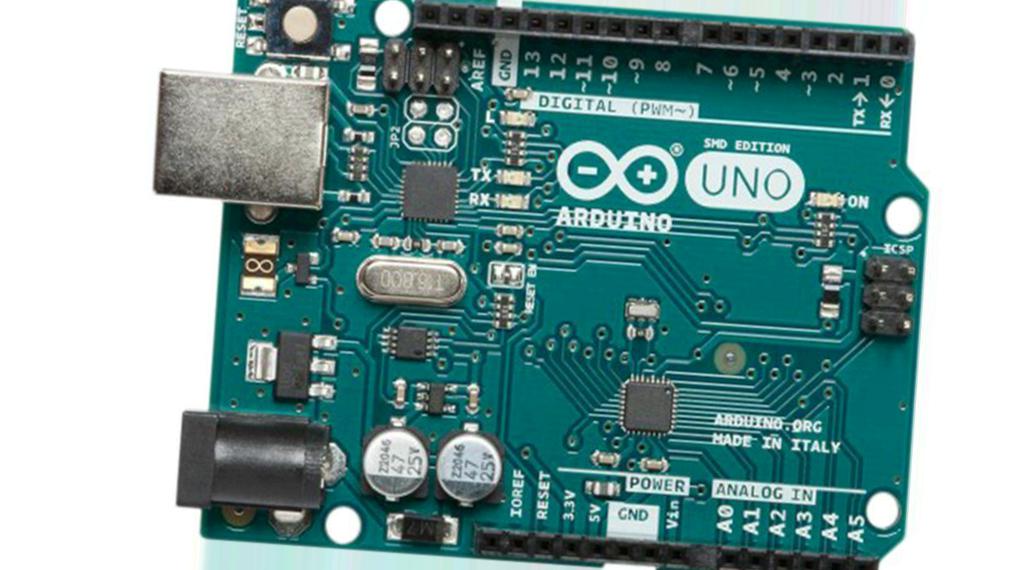 RESET
AREF
GND
13
12
~11
~10
~9
8
7
~6
~5
4
~3
2
TX→1
RX←0
DIGITAL (PWM~)
JP2
L
TX
RX
SMD EDITION
UNO
ARDUINO
ON
ICSP
8
RESET EN
Z2046
47
25V
Z2046
47
25V
ARDUINO.ORG
MADE IN ITALY
POWER
ANALOG IN
IOREF
RESET
3.3V
5V
GND
Vin
A0
A1
A2
A3
A4
A5
M7